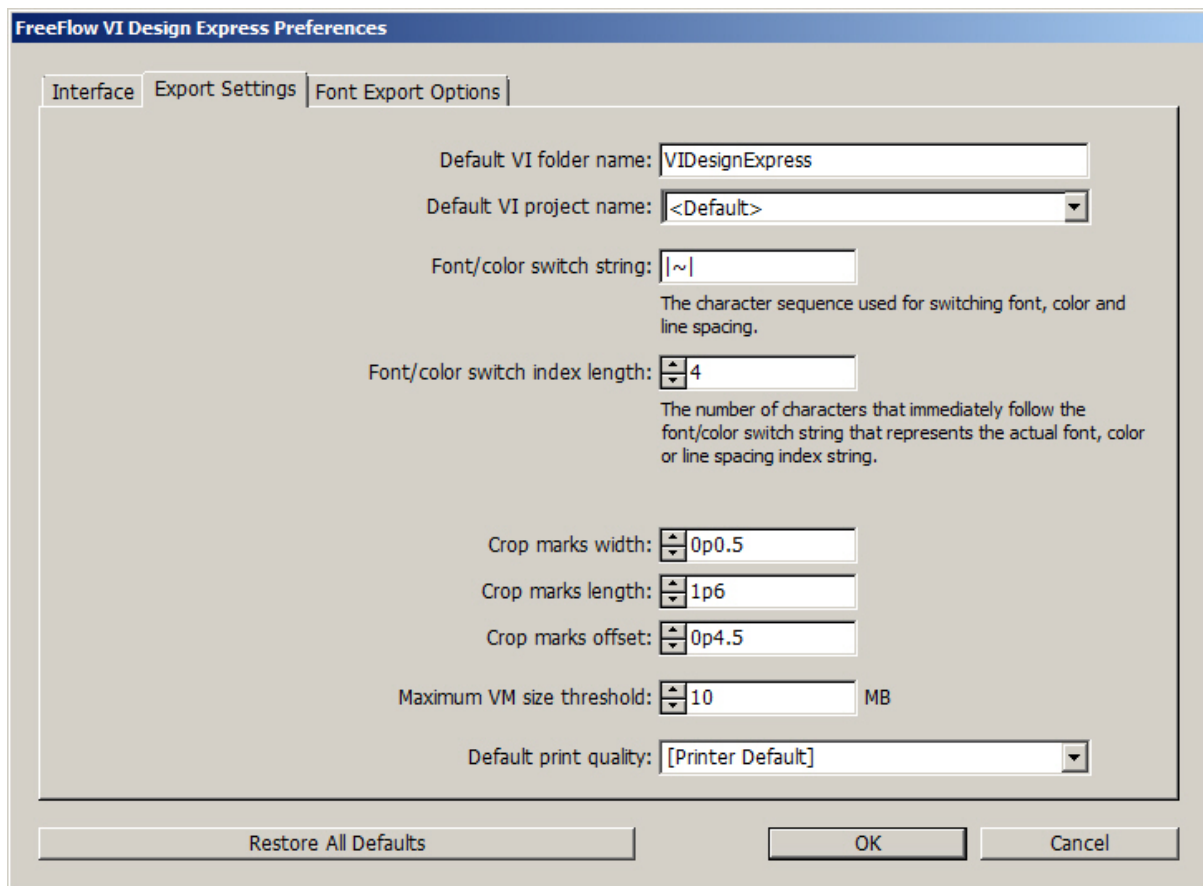 FreeFlow VI Design Express Preferences
Interface Export Settings Font Export Options
Default VI folder name: VIDesignExpress
Default VI project name: <Default>
Font/color switch string: |~|
The character sequence used for switching font, color and
line spacing.
Font/color switch index length: 4
The number of characters that immediately follow the
font/color switch string that represents the actual font, color
or line spacing index string.
Crop marks width: 0p0.5
Crop marks length: 1p6
Crop marks offset: 0p4.5
Maximum VM size threshold: 10 MB
Default print quality: [Printer Default]
Restore All Defaults OK Cancel